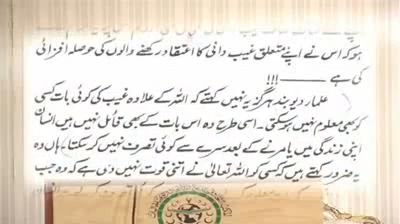 ہو کہ اس نے اپنے متعلق غیب دانی کا اعتقاد رکھنے والوں کی حوصلہ افزائی
کی ہے ——— !!!
علماء دیوبند ہرگز یہ نہیں کہتے کہ اللہ کے علاوہ غیب کی کوئی بات کسی
کو بھی معلوم نہیں ہو سکتی۔ اسی طرح وہ اس بات کے بھی قائل نہیں ہیں انسان
اپنی زندگی میں یا مرنے کے بعد سرے سے کوئی تصرف نہیں کر سکتا۔ ہاں وہ
یہ ضرور کہتے ہیں کہ کسی کو اللہ تعالیٰ نے اتنی قوت نہیں دی ہے کہ وہ جب